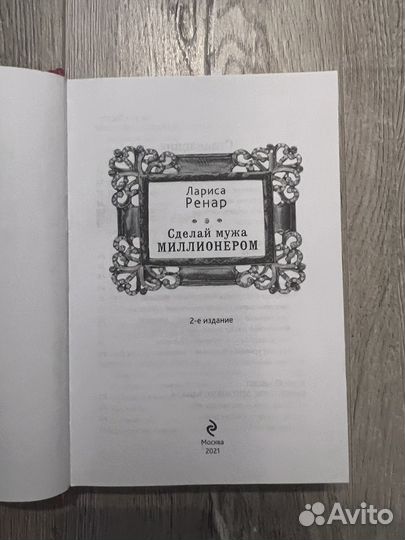 Лариса
Ренар
Сделай мужа
МИЛЛИОНЕРОМ
2-е издание
Москва
2021
Avito